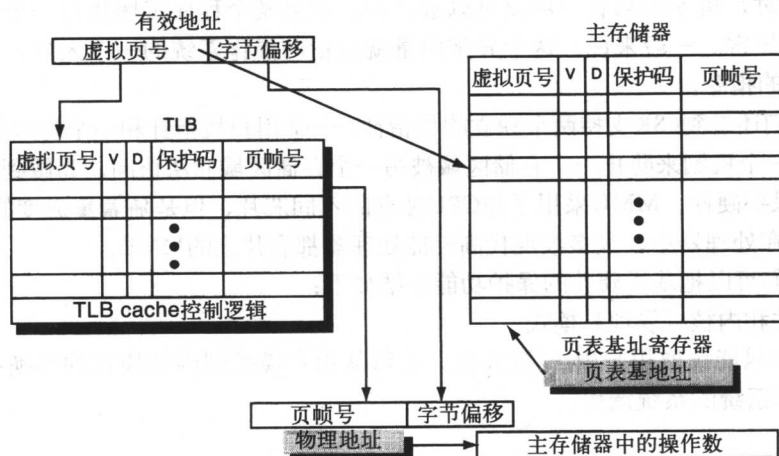 有效地址
虚拟页号 字节偏移
TLB
虚拟页号 V D 保护码 页帧号
TLB cache控制逻辑
主存储器
虚拟页号 V D 保护码 页帧号
页表基址寄存器
页表基地址
页帧号 字节偏移
物理地址
主存储器中的操作数